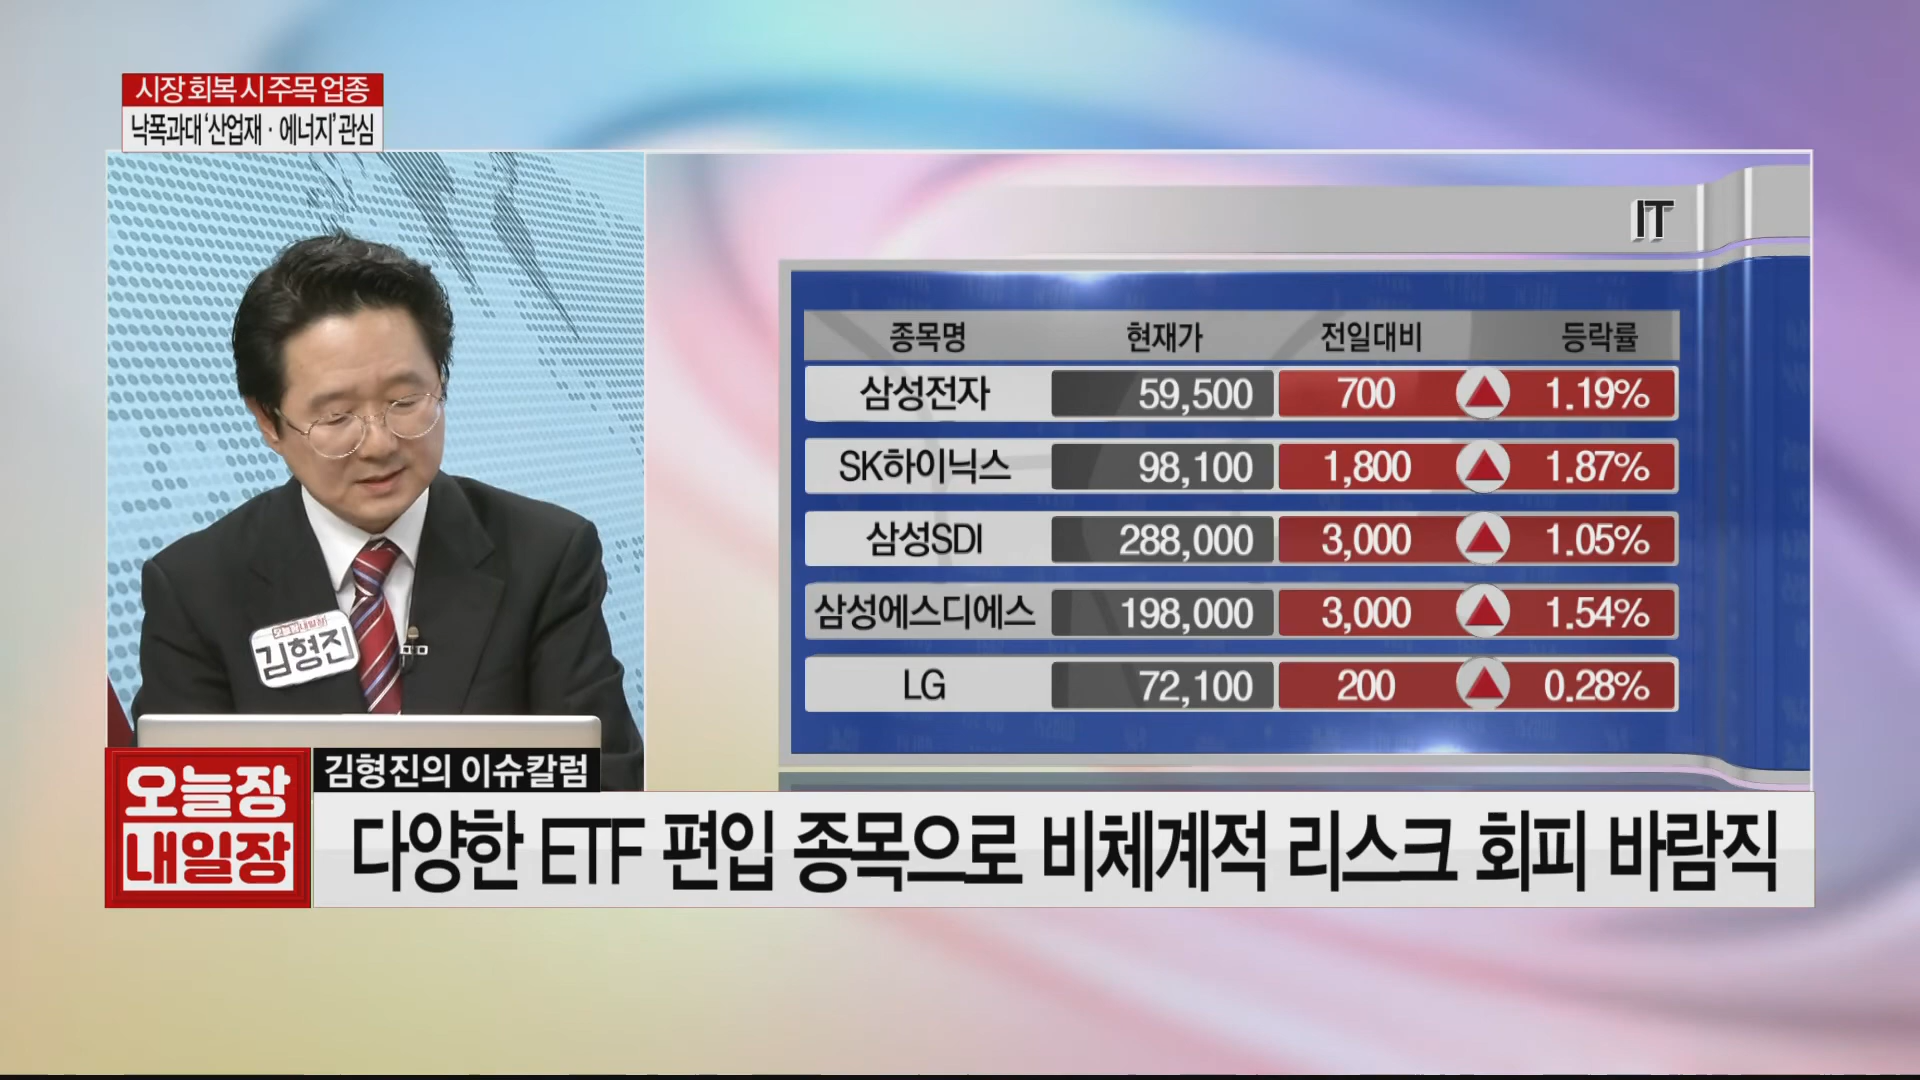 시장 회복 시 주목 업종
낙폭과대 '산업재 · 에너지' 관심
IT
종목명 현재가 전일대비 등락률
삼성전자 59,500 700 ▲ 1.19%
SK하이닉스 98,100 1,800 ▲ 1.87%
삼성SDI 288,000 3,000 ▲ 1.05%
삼성에스디에스 198,000 3,000 ▲ 1.54%
LG 72,100 200 ▲ 0.28%
오늘장내일장
김형진
오늘장
내일장
김형진의 이슈칼럼
다양한 ETF 편입 종목으로 비체계적 리스크 회피 바람직